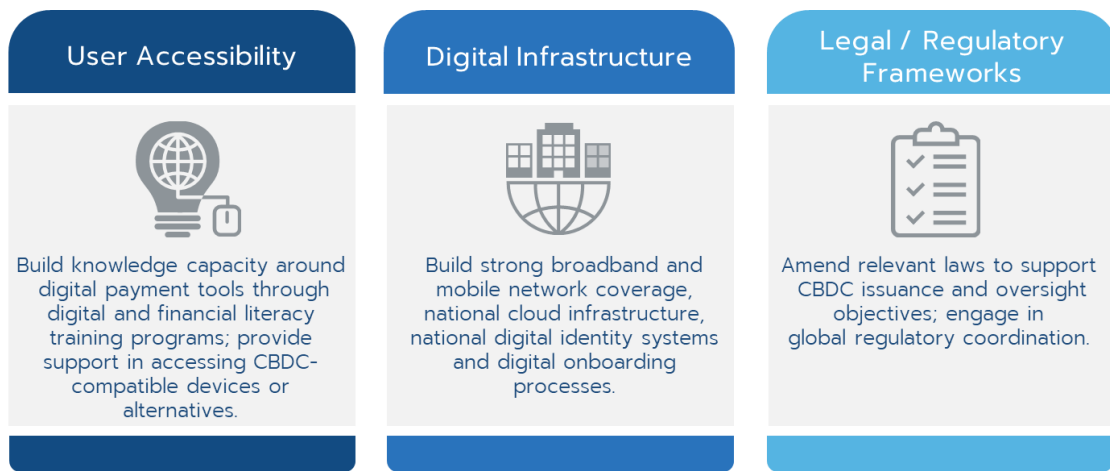 User Accessibility
Build knowledge capacity around
digital payment tools through
digital and financial literacy
training programs; provide
support in accessing CBDC-
compatible devices or
alternatives.
Digital Infrastructure
Build strong broadband and
mobile network coverage,
national cloud infrastructure,
national digital identity systems
and digital onboarding
processes.
Legal / Regulatory
Frameworks
Amend relevant laws to support
CBDC issuance and oversight
objectives; engage in
global regulatory coordination.